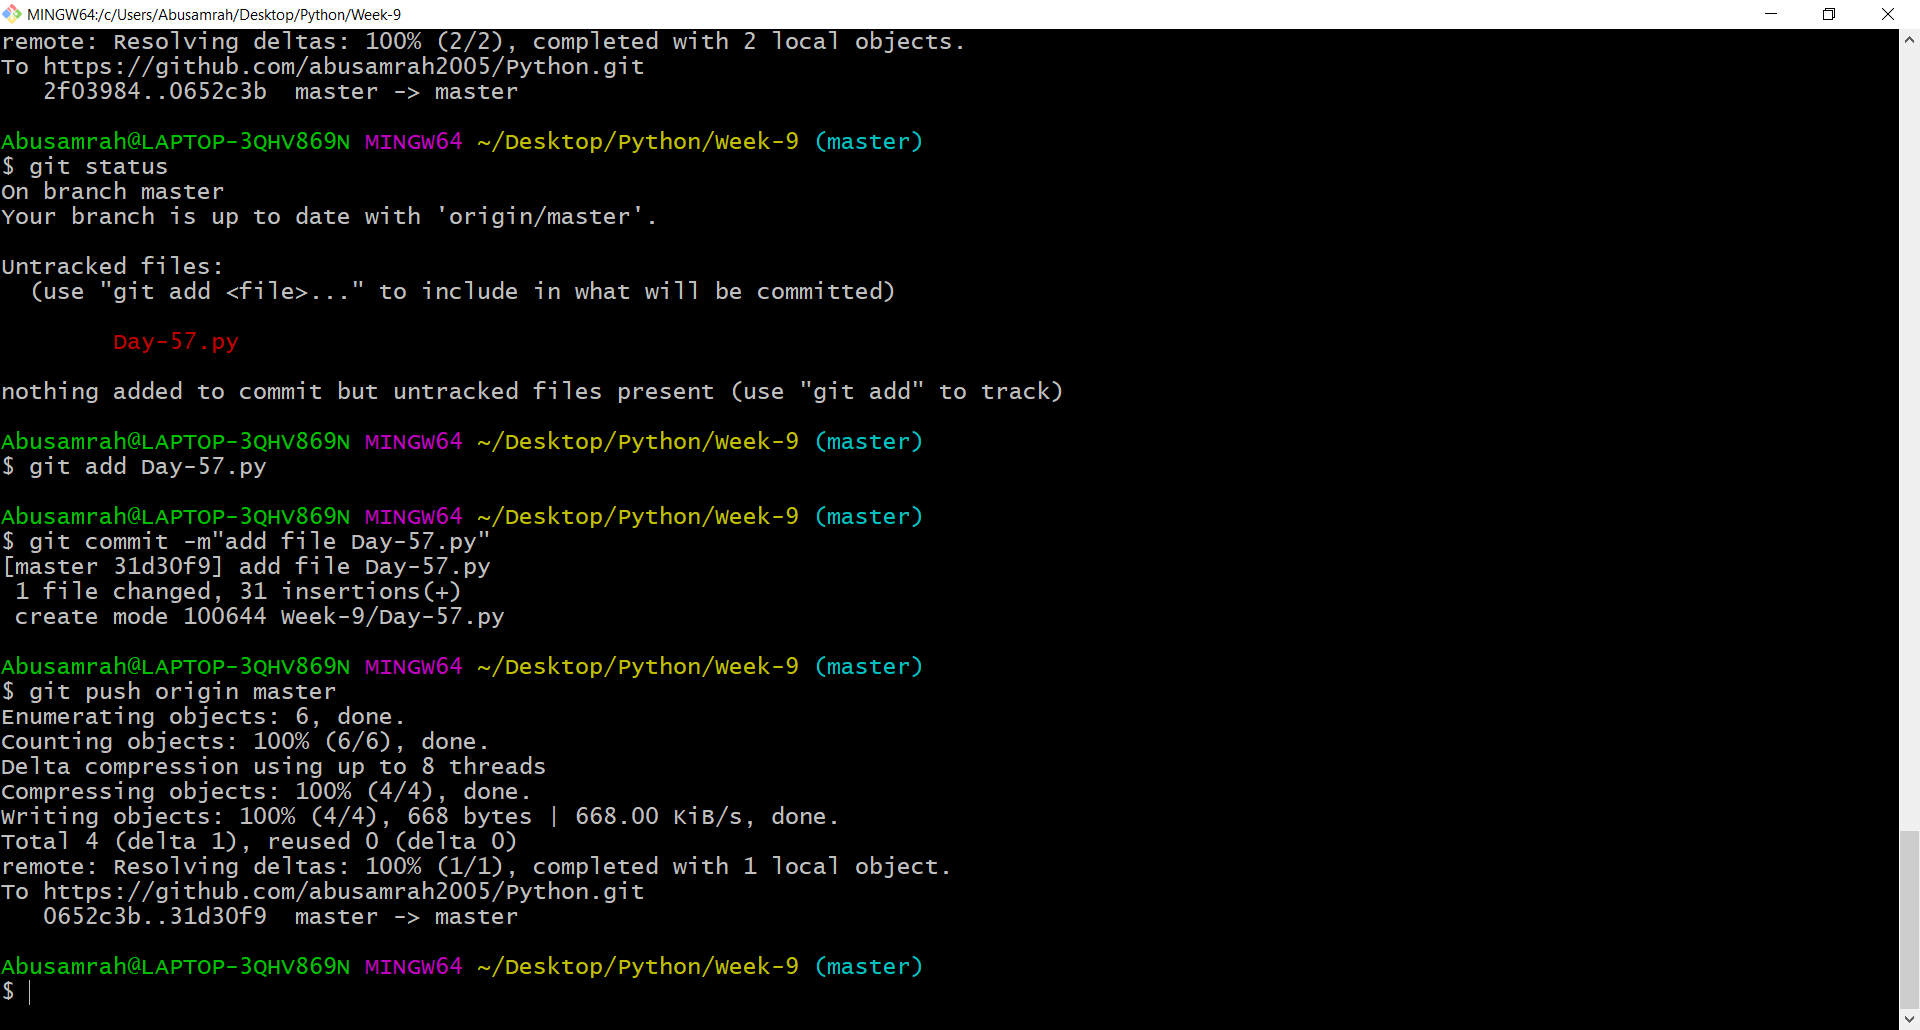 MINGW64:/c/Users/Abusamrah/Desktop/Python/Week-9
remote: Resolving deltas: 100% (2/2), completed with 2 local objects.
To https://github.com/abusamrah2005/Python.git
   2f03984..0652c3b  master -> master
Abusamrah@LAPTOP-3QHV869N MINGW64 ~/Desktop/Python/Week-9 (master)
$ git status
On branch master
Your branch is up to date with 'origin/master'.
Untracked files:
  (use "git add <file>..." to include in what will be committed)
        Day-57.py
nothing added to commit but untracked files present (use "git add" to track)
Abusamrah@LAPTOP-3QHV869N MINGW64 ~/Desktop/Python/Week-9 (master)
$ git add Day-57.py
Abusamrah@LAPTOP-3QHV869N MINGW64 ~/Desktop/Python/Week-9 (master)
$ git commit -m"add file Day-57.py"
[master 31d30f9] add file Day-57.py
 1 file changed, 31 insertions(+)
 create mode 100644 Week-9/Day-57.py
Abusamrah@LAPTOP-3QHV869N MINGW64 ~/Desktop/Python/Week-9 (master)
$ git push origin master
Enumerating objects: 6, done.
Counting objects: 100% (6/6), done.
Delta compression using up to 8 threads
Compressing objects: 100% (4/4), done.
Writing objects: 100% (4/4), 668 bytes | 668.00 KiB/s, done.
Total 4 (delta 1), reused 0 (delta 0)
remote: Resolving deltas: 100% (1/1), completed with 1 local object.
To https://github.com/abusamrah2005/Python.git
   0652c3b..31d30f9  master -> master
Abusamrah@LAPTOP-3QHV869N MINGW64 ~/Desktop/Python/Week-9 (master)
$